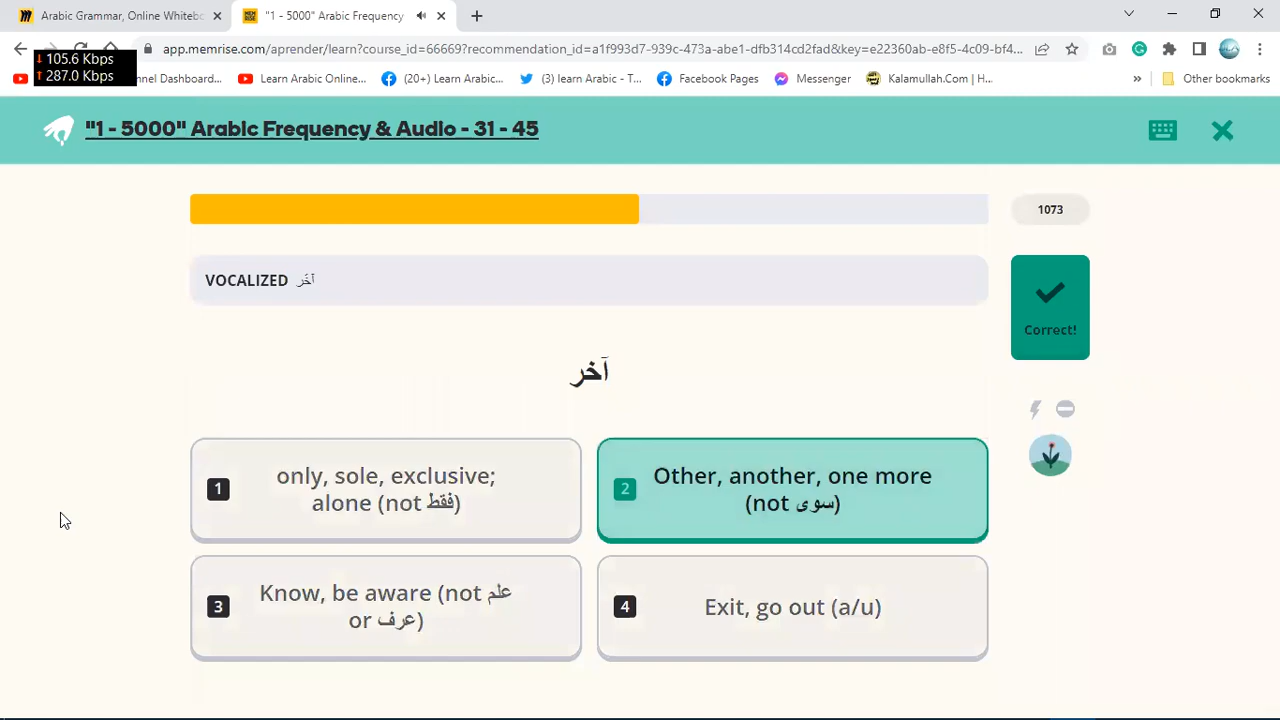 Arabic Grammar, Online Whitebo
"1 - 5000" Arabic Frequency
105.6 Kbps
287.0 Kbps
app.memrise.com/aprender/learn?course_id=66669?recommendation_id=a1f993d7-939c-473a-abe1-dfb3f4cd2fad&key=e22360ab-e8f5-4c09-bf4...
nnel Dashboard...
Learn Arabic Online...
(20+) Learn Arabic...
(3) learn Arabic - T...
Facebook Pages
Messenger
Kalamullah.Com | H...
»
Other bookmarks
"1 - 5000" Arabic Frequency & Audio - 31 - 45
1073
VOCALIZED آخَر
Correct!
آخر
1
only, sole, exclusive;
alone (not فقط)
2
Other, another, one more
(not سوى)
3
Know, be aware (not علم
or عرف)
4
Exit, go out (a/u)